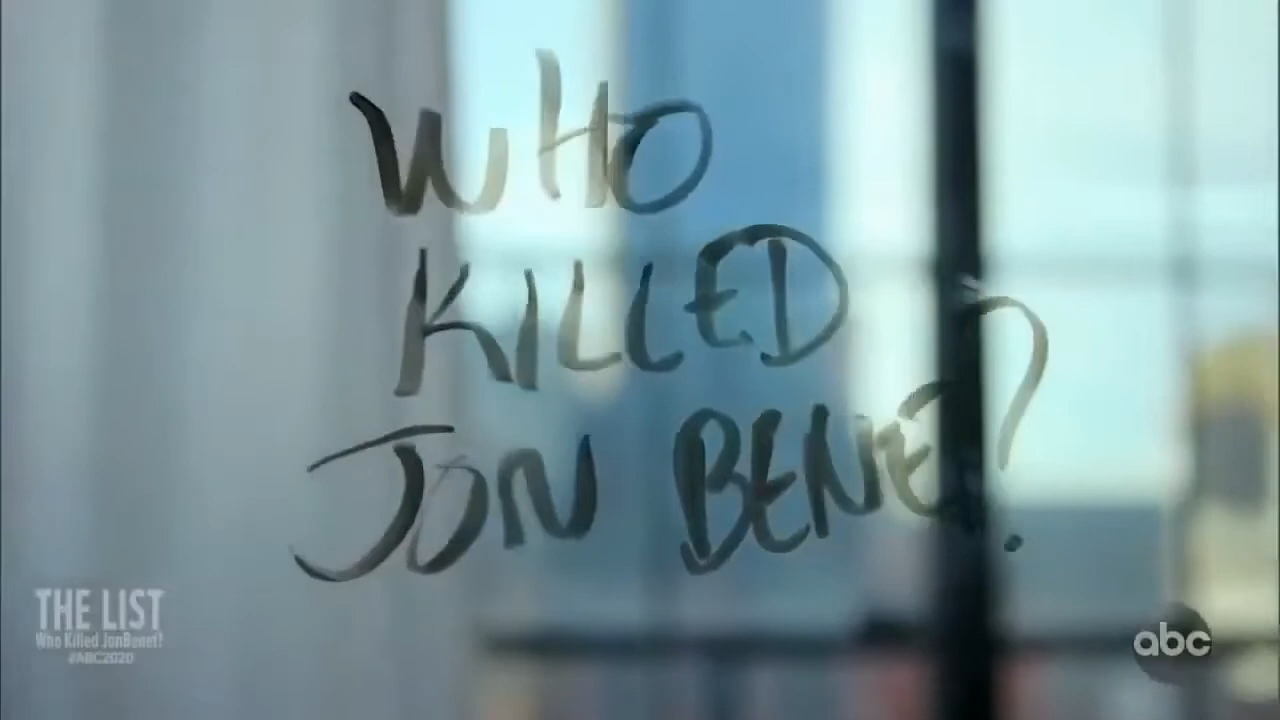 WHO
KILLED
JON BENE?
THE LIST
Who Killed JonBenet?
#ABC2020
abc